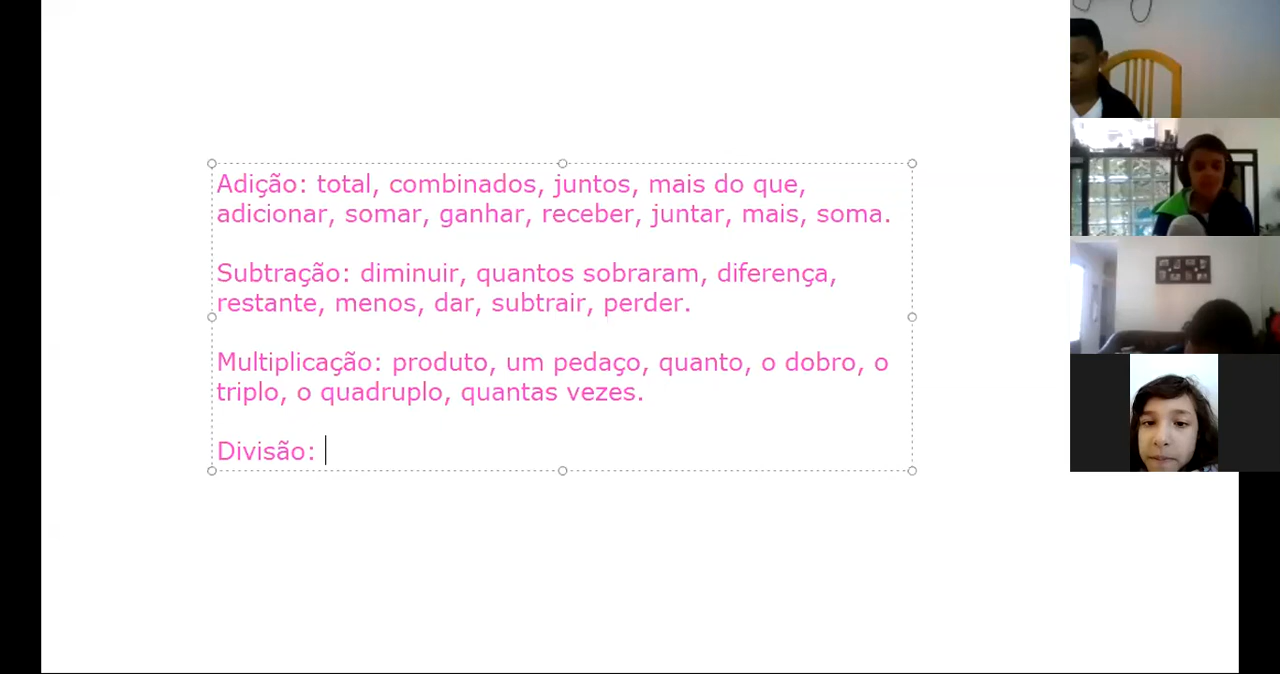 Adição: total, combinados, juntos, mais do que,
adicionar, somar, ganhar, receber, juntar, mais, soma.
Subtração: diminuir, quantos sobraram, diferença,
restante, menos, dar, subtrair, perder.
Multiplicação: produto, um pedaço, quanto, o dobro, o
triplo, o quadruplo, quantas vezes.
Divisão: